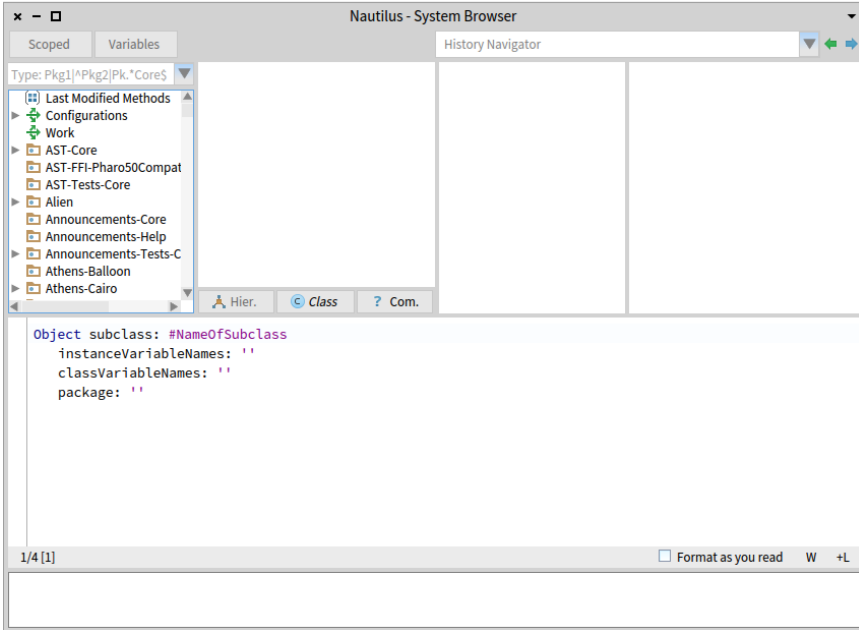 Nautilus - System Browser
Scoped
Variables
History Navigator
Type: Pkg1|^Pkg2|Pk.*Core$
Last Modified Methods
Configurations
Work
AST-Core
AST-FFI-Pharo50Compat
AST-Tests-Core
Alien
Announcements-Core
Announcements-Help
Announcements-Tests-C
Athens-Balloon
Athens-Cairo
Hier.
Class
? Com.
Object subclass: #NameOfSubclass
instanceVariableNames: ''
classVariableNames: ''
package: ''
1/4 [1]
Format as you read
W
+L